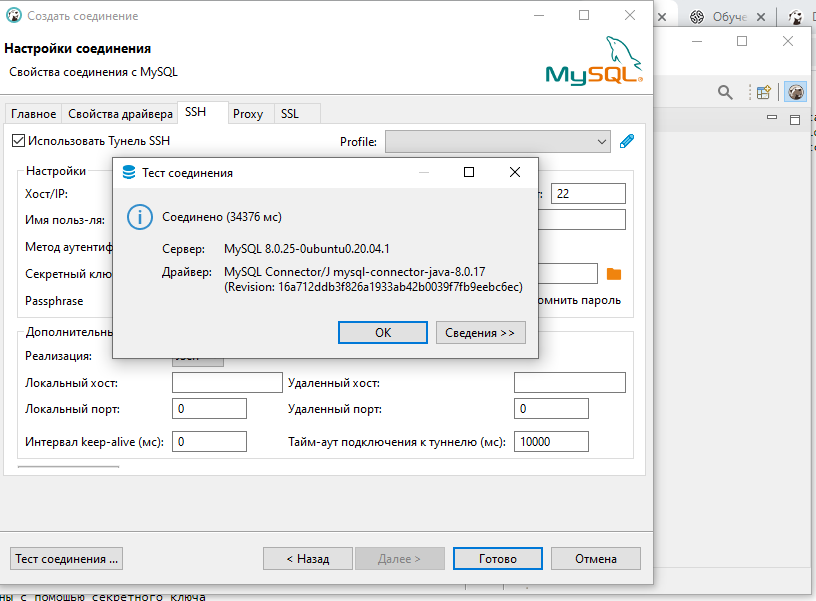 Создать соединение
Обуче
Настройки соединения
Свойства соединения с MySQL
MySQL
Главное
Свойства драйвера
SSH
Proxy
SSL
Использовать Тунель SSH
Profile:
Настройки
Хост/IP:
22
Имя польз-ля:
Метод аутентиф
Секретный клю
Passphrase
омнить пароль
Тест соединения
Соединено (34376 мс)
Сервер: MySQL 8.0.25-0ubuntu0.20.04.1
Драйвер: MySQL Connector/J mysql-connector-java-8.0.17
(Revision: 16a712ddb3f826a1933ab42b0039f7fb9eebc6ec)
OK
Сведения >>
Дополнительнь
Реализация:
Локальный хост:
Удаленный хост:
Локальный порт: 0
Удаленный порт: 0
Интервал keep-alive (мс): 0
Тайм-аут подключения к туннелю (мс): 10000
Тест соединения ...
< Назад
Далее >
Готово
Отмена
ны с помощью секретного ключа